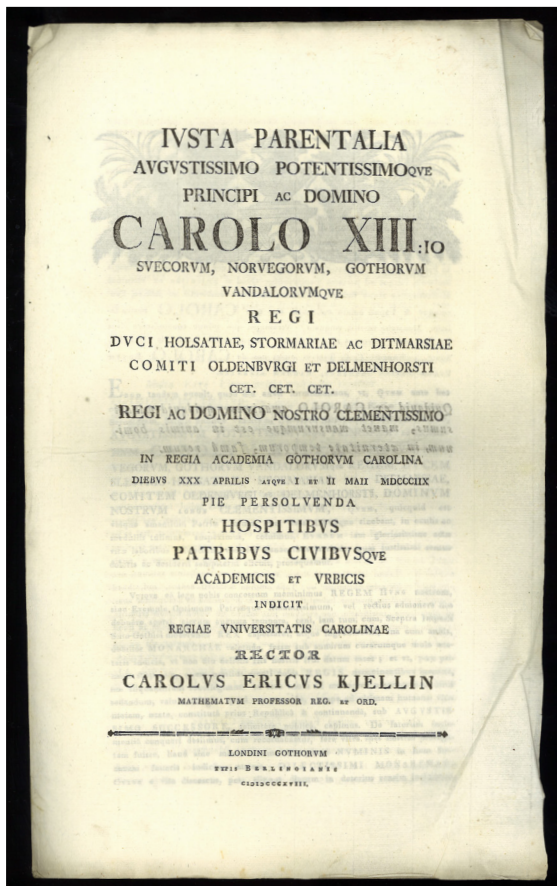 IVSTA PARENTALIA
AVGVSTISSIMO POTENTISSIMOQVE
PRINCIPI AC DOMINO
CAROLO XIII.:IO
SVECORVM, NORVEGORVM, GOTHORVM
VANDALORVMQVE
REGI
DVCI HOLSATIAE, STORMARIAE AC DITMARSIAE
COMITI OLDENBVRGI ET DELMENHORSTI
CET. CET. CET.
REGI AC DOMINO NOSTRO CLEMENTISSIMO
IN REGIA ACADEMIA GOTHORVM CAROLINA
DIEBVS XXX APRILIS ATQVE I ET II MAII MDCCCIIX
PIE PERSOLVENDA
HOSPITIBVS
PATRIBVS CIVIBVSQVE
ACADEMICIS ET VRBICIS
INDICIT
REGIAE VNIVERSITATIS CAROLINAE
RECTOR
CAROLVS ERICVS KJELLIN
MATHEMATVM PROFESSOR REG. ET ORD.
LONDINI GOTHORVM
TYPIS BERLINGIANIS